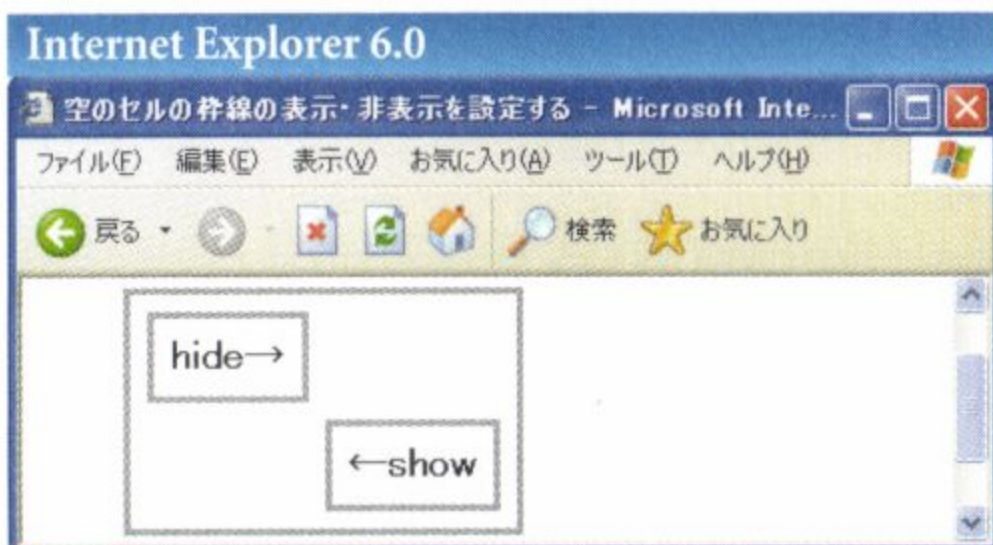 Internet Explorer 6.0
空のセルの枠線の表示・非表示を設定する - Microsoft Inte...
ファイル(F) 編集(E) 表示(V) お気に入り(A) ツール(T) ヘルプ(H)
戻る 検索 お気に入り
hide→
←show